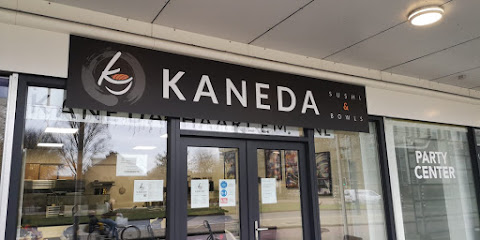 KANEDA
SUSHI
&
BOWLS
PARTY
CENTER